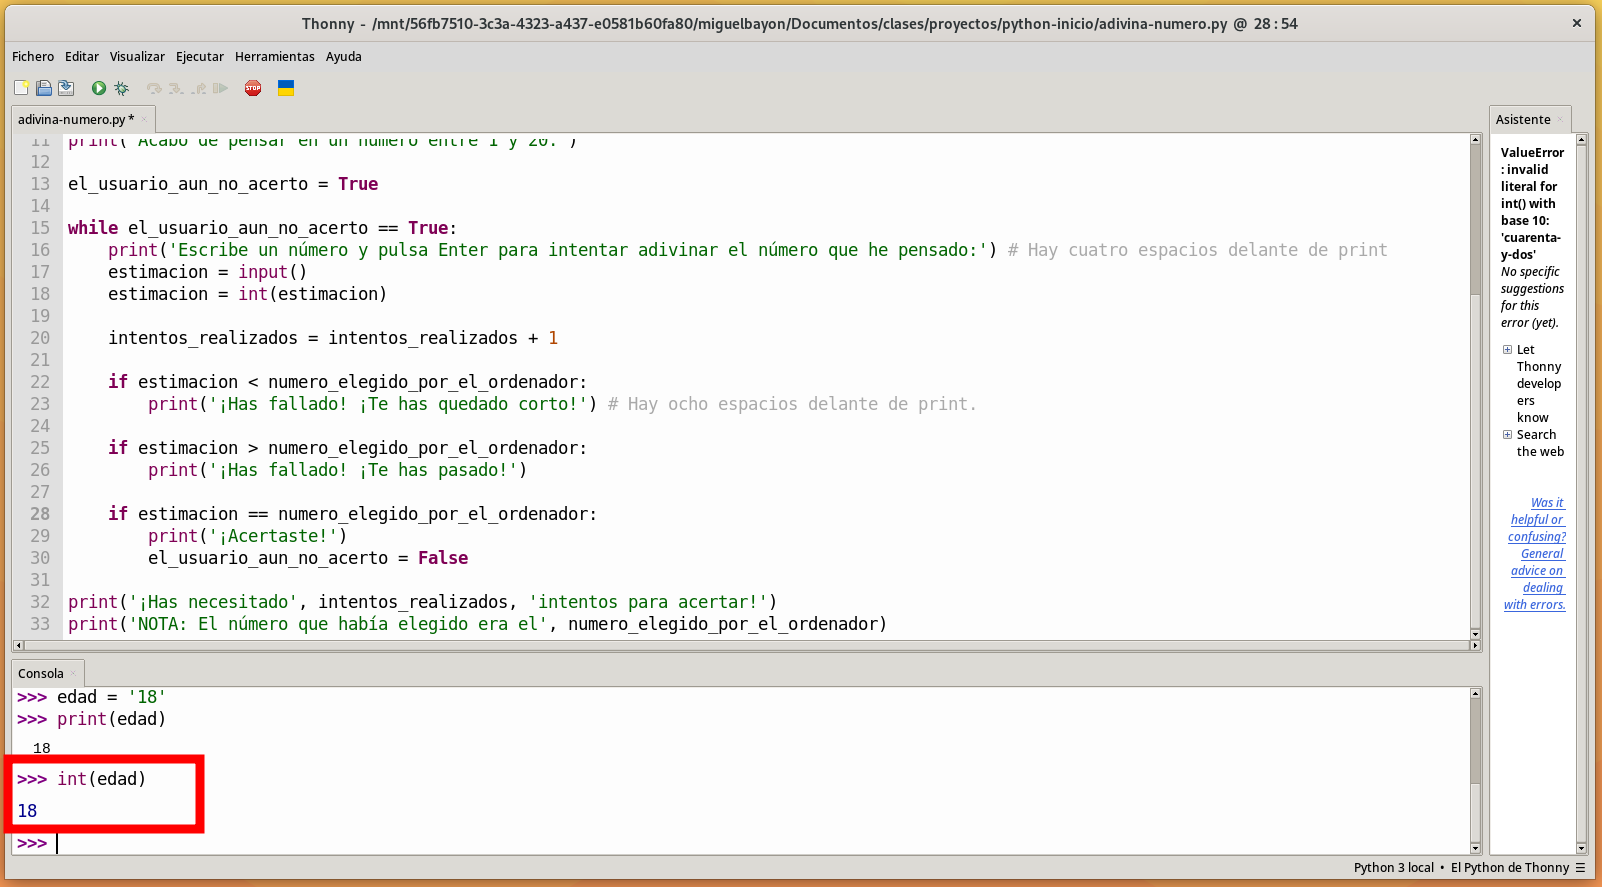 Thonny - /mnt/56fb7510-3c3a-4323-a437-e0581b60fa80/miguelbayon/Documentos/clases/proyectos/python-inicio/adivina-numero.py @ 28 : 54
Fichero Editar Visualizar Ejecutar Herramientas Ayuda
STOP
adivina-numero.py *
11 print('Acabo de pensar en un número entre 1 y 20.')
12
13 el_usuario_aun_no_acerto = True
14
15 while el_usuario_aun_no_acerto == True:
16     print('Escribe un número y pulsa Enter para intentar adivinar el número que he pensado:') # Hay cuatro espacios delante de print
17     estimacion = input()
18     estimacion = int(estimacion)
19
20     intentos_realizados = intentos_realizados + 1
21
22     if estimacion < numero_elegido_por_el_ordenador:
23         print('¡Has fallado! ¡Te has quedado corto!') # Hay ocho espacios delante de print.
24
25     if estimacion > numero_elegido_por_el_ordenador:
26         print('¡Has fallado! ¡Te has pasado!')
27
28     if estimacion == numero_elegido_por_el_ordenador:
29         print('¡Acertaste!')
30         el_usuario_aun_no_acerto = False
31
32 print('¡Has necesitado', intentos_realizados, 'intentos para acertar!')
33 print('NOTA: El número que había elegido era el', numero_elegido_por_el_ordenador)
Consola
>>> edad = '18'
>>> print(edad)
18
>>> int(edad)
18
>>>
Asistente
ValueError
: invalid
literal for
int() with
base 10:
'cuarenta-
y-dos'
No specific
suggestions
for this
error (yet).
Let
Thonny
develop
ers
know
Search
the web
Was it
helpful or
confusing?
General
advice on
dealing
with errors.
Python 3 local • El Python de Thonny ☰